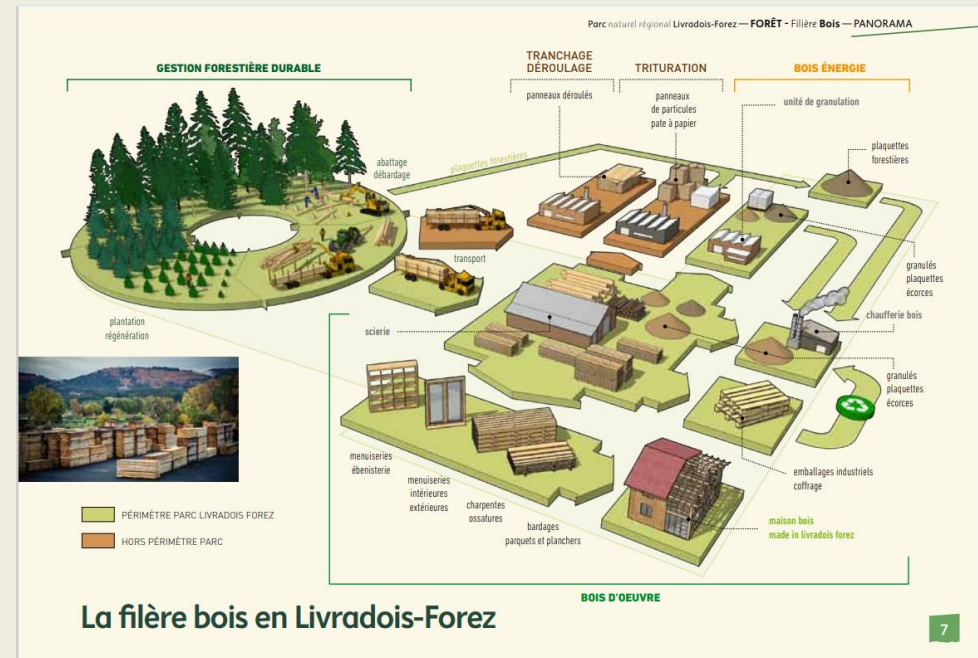 Parc naturel régional Livradois-Forez — FORÊT - Filière Bois — PANORAMA
GESTION FORESTIÈRE DURABLE
TRANCHAGE
DÉROULAGE
TRITURATION
BOIS ÉNERGIE
panneaux déroulés
panneaux
de particules
pate à papier
unité de granulation
plaquettes
forestières
abattage
débardage
plaquettes forestières
transport
granulés
plaquettes
écorces
chaufferie bois
plantation
régénération
scierie
granulés
plaquettes
écorces
menuiseries
ébenisterie
menuiseries
intérieures
extérieures
charpentes
ossatures
bardages
parquets et planchers
emballages industriels
coffrage
maison bois
made in livradois forez
PÉRIMÈTRE PARC LIVRADOIS FOREZ
HORS PÉRIMÈTRE PARC
BOIS D'OEUVRE
La filère bois en Livradois-Forez
7